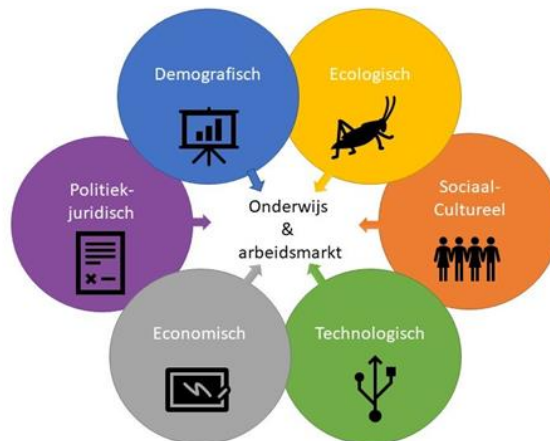 Demografisch
Ecologisch
Politiek-
juridisch
Onderwijs
&
arbeidsmarkt
Sociaal-
Cultureel
Economisch
Technologisch